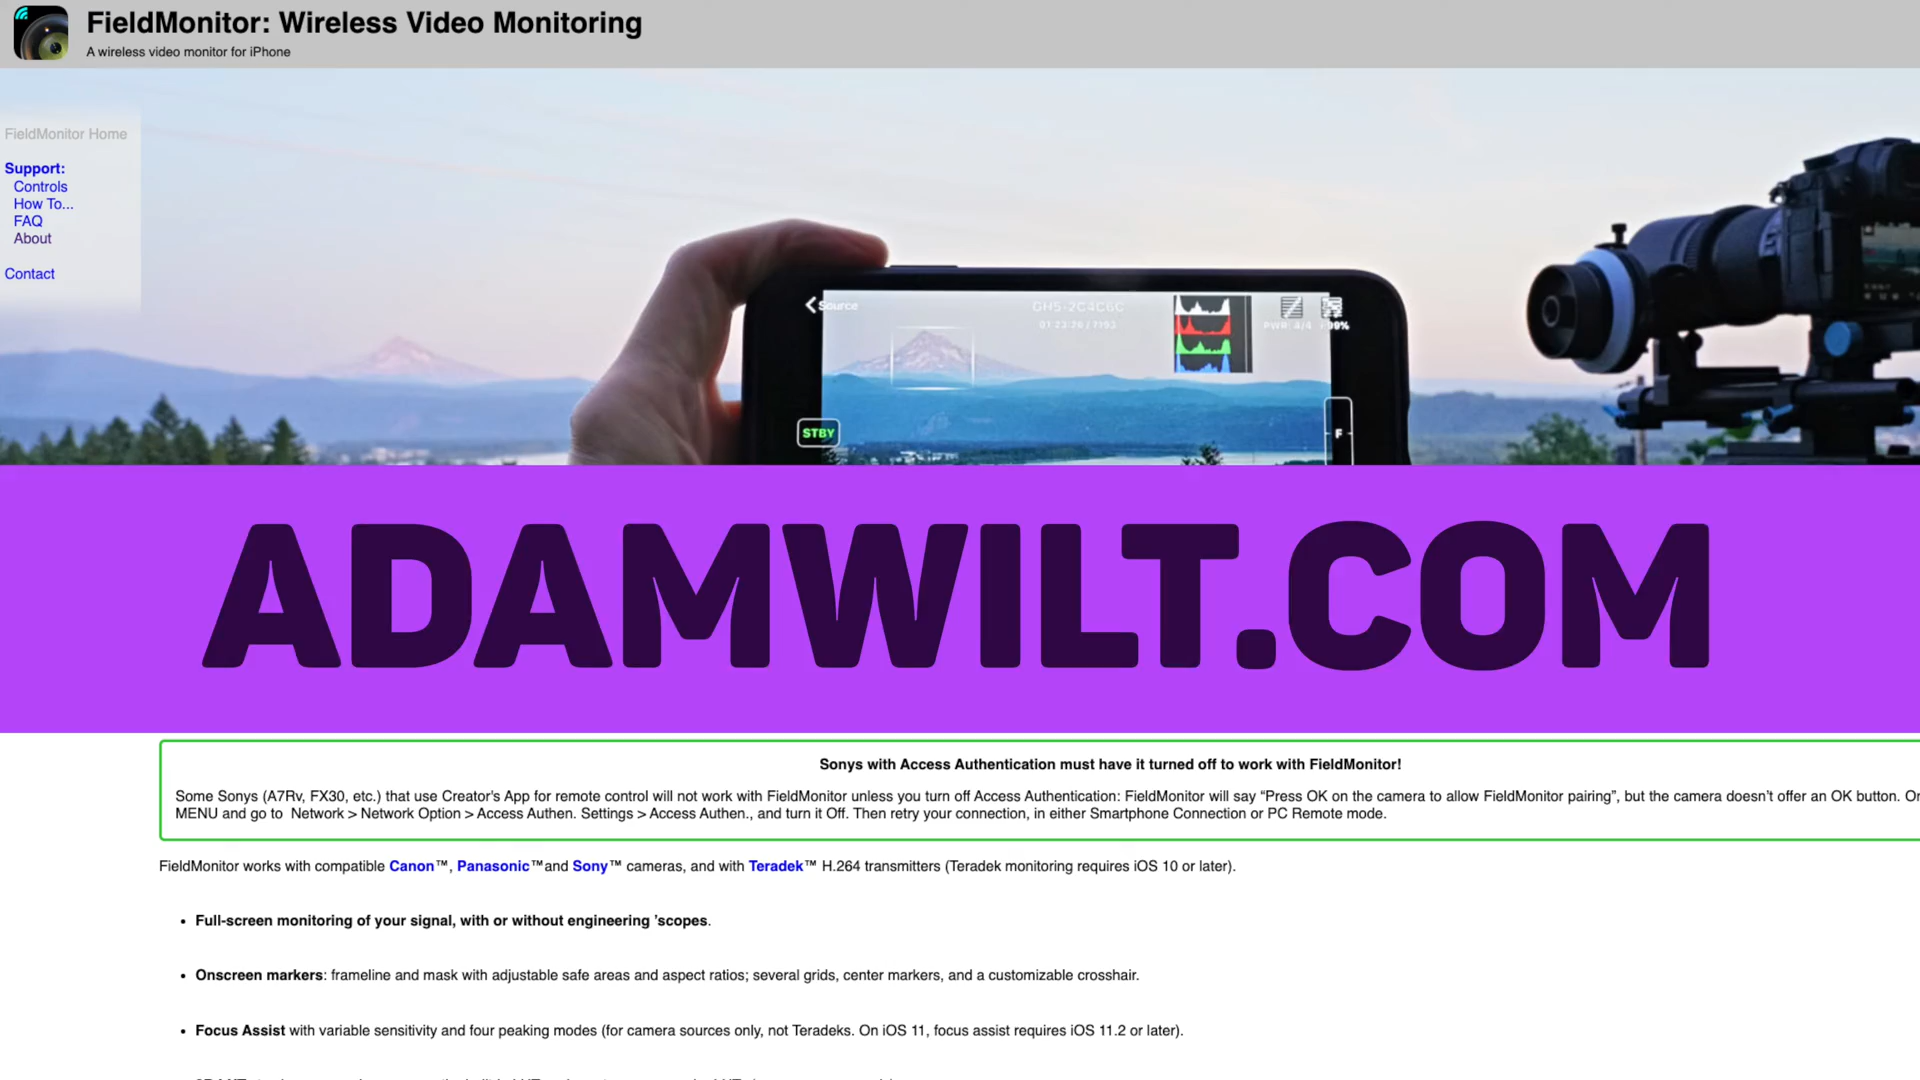 FieldMonitor: Wireless Video Monitoring
A wireless video monitor for iPhone
FieldMonitor Home
Support:
Controls
How To...
FAQ
About
Contact
Source
GH5-2C4C6C
STBY
F
ADAMWILT.COM
Sonys with Access Authentication must have it turned off to work with FieldMonitor!
Some Sonys (A7Rv, FX30, etc.) that use Creator's App for remote control will not work with FieldMonitor unless you turn off Access Authentication: FieldMonitor will say “Press OK on the camera to allow FieldMonitor pairing”, but the camera doesn’t offer an OK button.
MENU and go to Network > Network Option > Access Authen. Settings > Access Authen., and turn it Off. Then retry your connection, in either Smartphone Connection or PC Remote mode.
FieldMonitor works with compatible Canon™, Panasonic™and Sony™ cameras, and with Teradek™ H.264 transmitters (Teradek monitoring requires iOS 10 or later).
• Full-screen monitoring of your signal, with or without engineering ’scopes.
• Onscreen markers: frameline and mask with adjustable safe areas and aspect ratios; several grids, center markers, and a customizable crosshair.
• Focus Assist with variable sensitivity and four peaking modes (for camera sources only, not Teradeks. On iOS 11, focus assist requires iOS 11.2 or later).